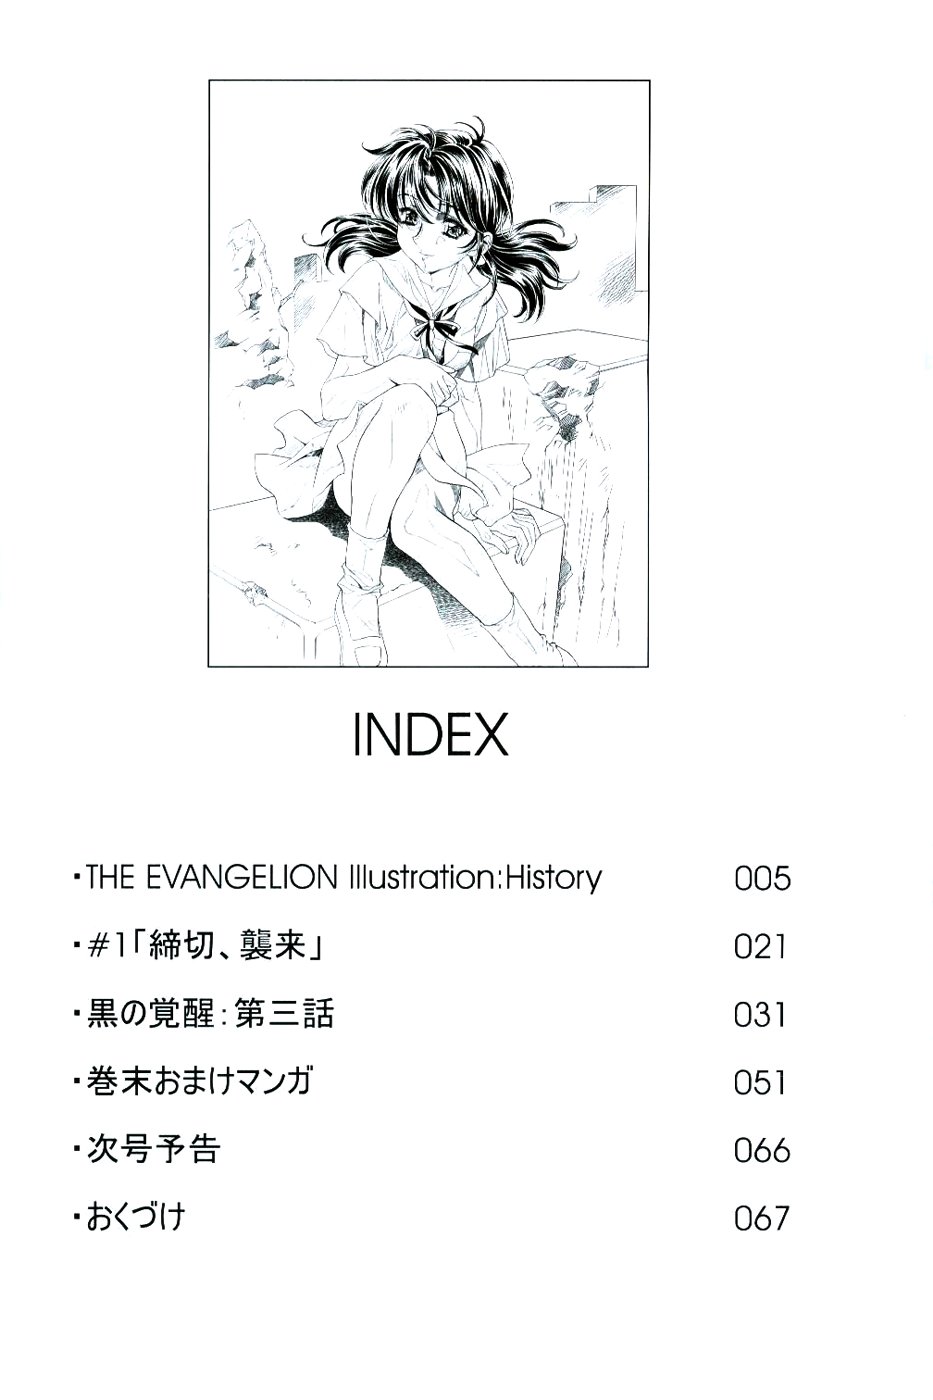 INDEX
・THE EVANGELION Illustration:History 005
・#1「締切、襲来」 021
・黒の覚醒:第三話 031
・巻末おまけマンガ 051
・次号予告 066
・おくづけ 067